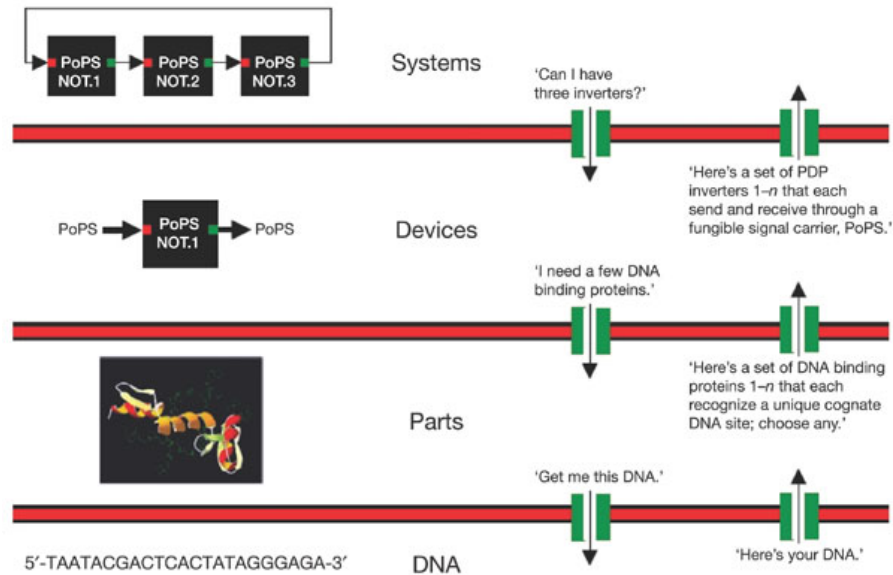 PoPS PoPS PoPS
NOT.1 NOT.2 NOT.3
Systems
'Can I have
three inverters?'
'Here's a set of PDP
inverters 1–n that each
send and receive through a
fungible signal carrier, PoPS.'
PoPS
PoPS
NOT.1
PoPS
Devices
'I need a few DNA
binding proteins.'
'Here's a set of DNA binding
proteins 1–n that each
recognize a unique cognate
DNA site; choose any.'
Parts
'Get me this DNA.'
'Here's your DNA.'
5′-TAATACGACTCACTATAGGGAGA-3′
DNA